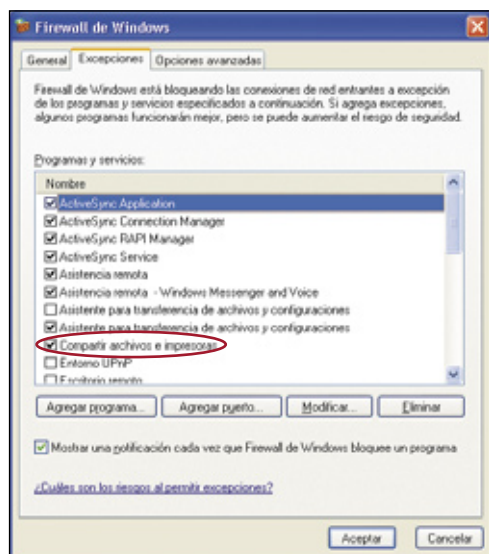 Firewall de Windows
General Excepciones Opciones avanzadas
Firewall de Windows está bloqueando las conexiones de red entrantes a excepción
de los programas y servicios especificados a continuación. Si agrega excepciones,
algunos programas funcionarán mejor, pero se puede aumentar el riesgo de seguridad.
Programas y servicios:
Nombre
ActiveSync Application
ActiveSync Connection Manager
ActiveSync RAPI Manager
ActiveSync Service
Asistencia remota
Asistencia remota - Windows Messenger and Voice
Asistente para transferencia de archivos y configuraciones
Asistente para transferencia de archivos y configuraciones
Compartir archivos e impresoras
Entorno UPnP
Escritorio remoto
Agregar programa... Agregar puerto... Modificar... Eliminar
Mostrar una notificación cada vez que Firewall de Windows bloquee un programa
¿Cuáles son los riesgos al permitir excepciones?
Aceptar Cancelar